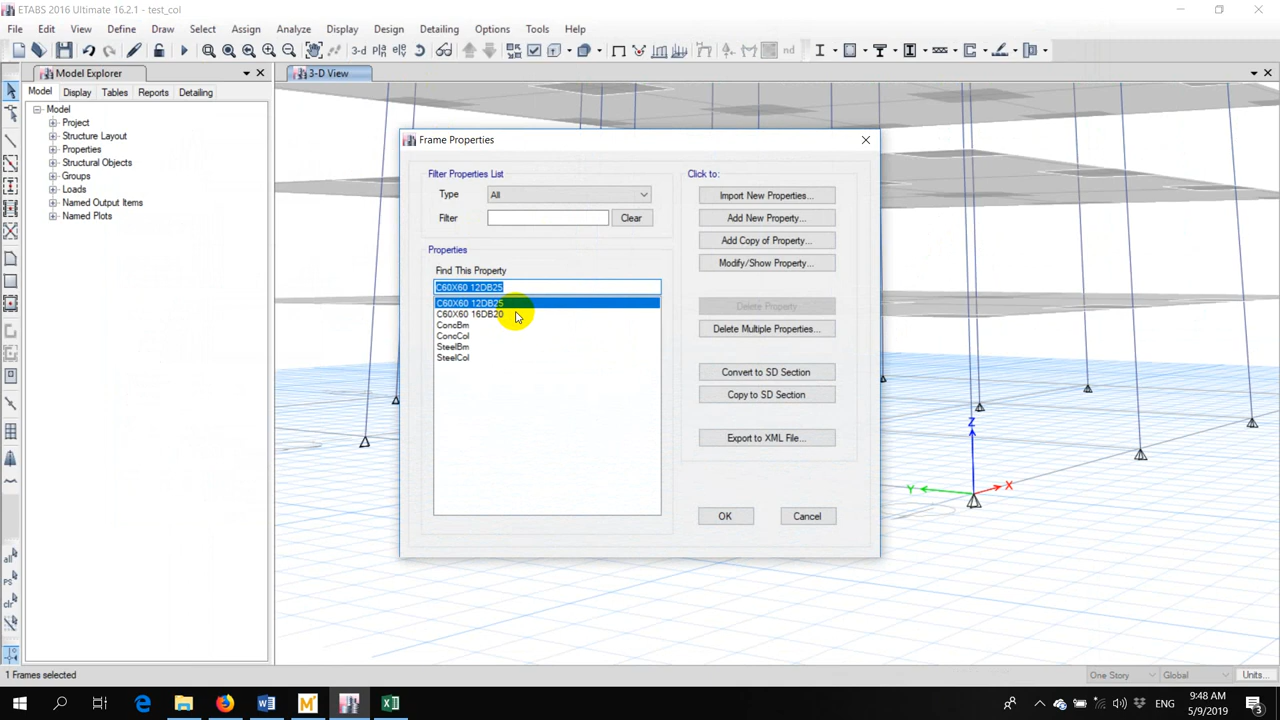 ETABS 2016 Ultimate 16.2.1 - test_col
File Edit View Define Draw Select Assign Analyze Display Design Detailing Options Tools Help
3-D nd
Model Explorer
3-D View
Model Display Tables Reports Detailing
Model
Project
Structure Layout
Properties
Structural Objects
Groups
Loads
Named Output Items
Named Plots
all
PS
clr
Frame Properties
Filter Properties List
Type All
Filter Clear
Properties
Find This Property
C60X60 12DB25
C60X60 12DB25
C60X60 16DB20
ConcBm
ConcCol
SteelBm
SteelCol
Click to:
Import New Properties...
Add New Property...
Add Copy of Property...
Modify/Show Property...
Delete Property
Delete Multiple Properties...
Convert to SD Section
Copy to SD Section
Export to XML File...
OK Cancel
Z
Y X
1 Frames selected
One Story Global Units...
ENG
9:48 AM
5/9/2019
3